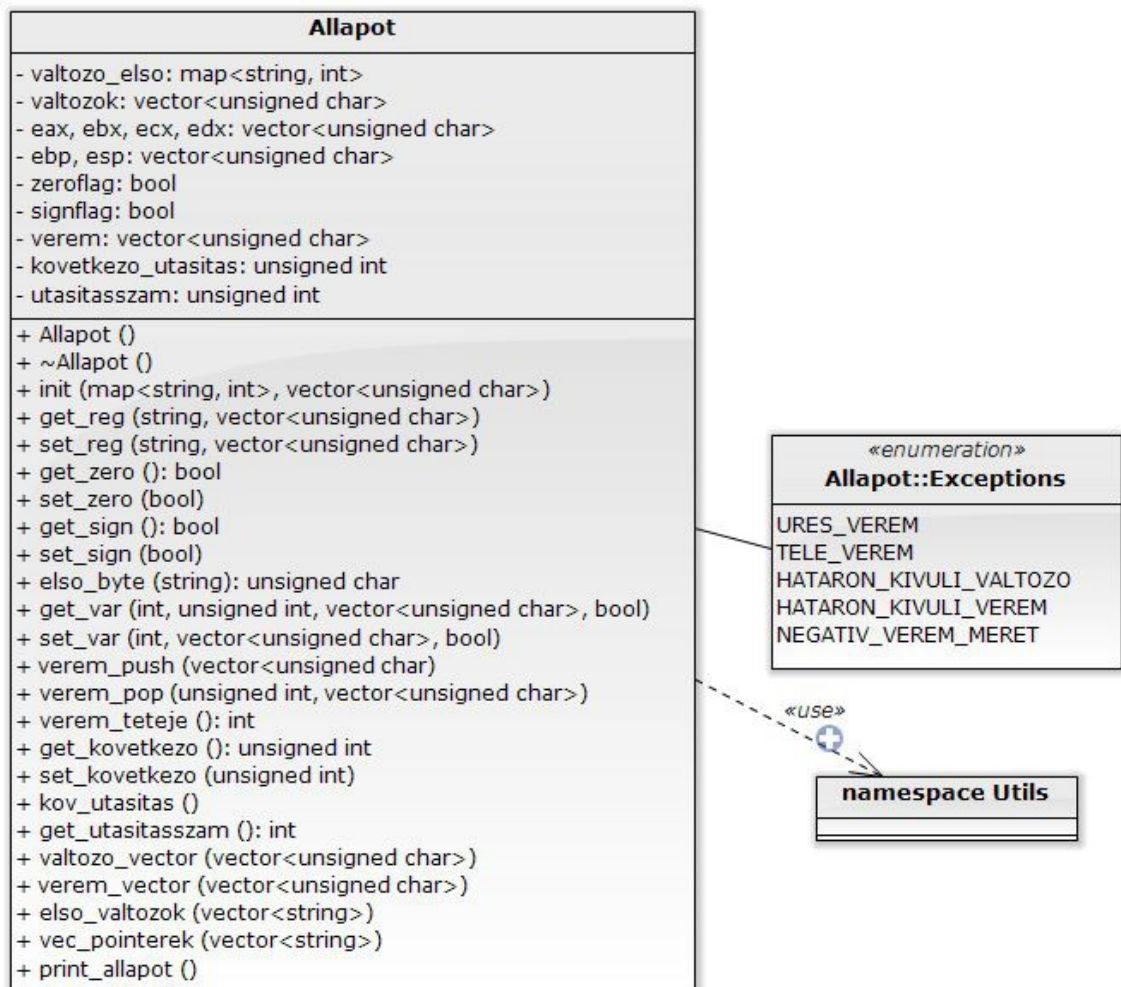 Allapot
- valtozo_elso: map<string, int>
- valtozok: vector<unsigned char>
- eax, ebx, ecx, edx: vector<unsigned char>
- ebp, esp: vector<unsigned char>
- zeroflag: bool
- signflag: bool
- verem: vector<unsigned char>
- kovetkezo_utasitas: unsigned int
- utasitasszam: unsigned int
+ Allapot ()
+ ~Allapot ()
+ init (map<string, int>, vector<unsigned char>)
+ get_reg (string, vector<unsigned char>)
+ set_reg (string, vector<unsigned char>)
+ get_zero (): bool
+ set_zero (bool)
+ get_sign (): bool
+ set_sign (bool)
+ elso_byte (string): unsigned char
+ get_var (int, unsigned int, vector<unsigned char>, bool)
+ set_var (int, vector<unsigned char>, bool)
+ verem_push (vector<unsigned char)
+ verem_pop (unsigned int, vector<unsigned char>)
+ verem_teteje (): int
+ get_kovetkezo (): unsigned int
+ set_kovetkezo (unsigned int)
+ kov_utasitas ()
+ get_utasitasszam (): int
+ valtozo_vector (vector<unsigned char>)
+ verem_vector (vector<unsigned char>)
+ elso_valtozok (vector<string>)
+ vec_pointerek (vector<string>)
+ print_allapot ()
«enumeration»
Allapot::Exceptions
URES_VEREM
TELE_VEREM
HATARON_KIVULI_VALTOZO
HATARON_KIVULI_VEREM
NEGATIV_VEREM_MERET
«use»
namespace Utils